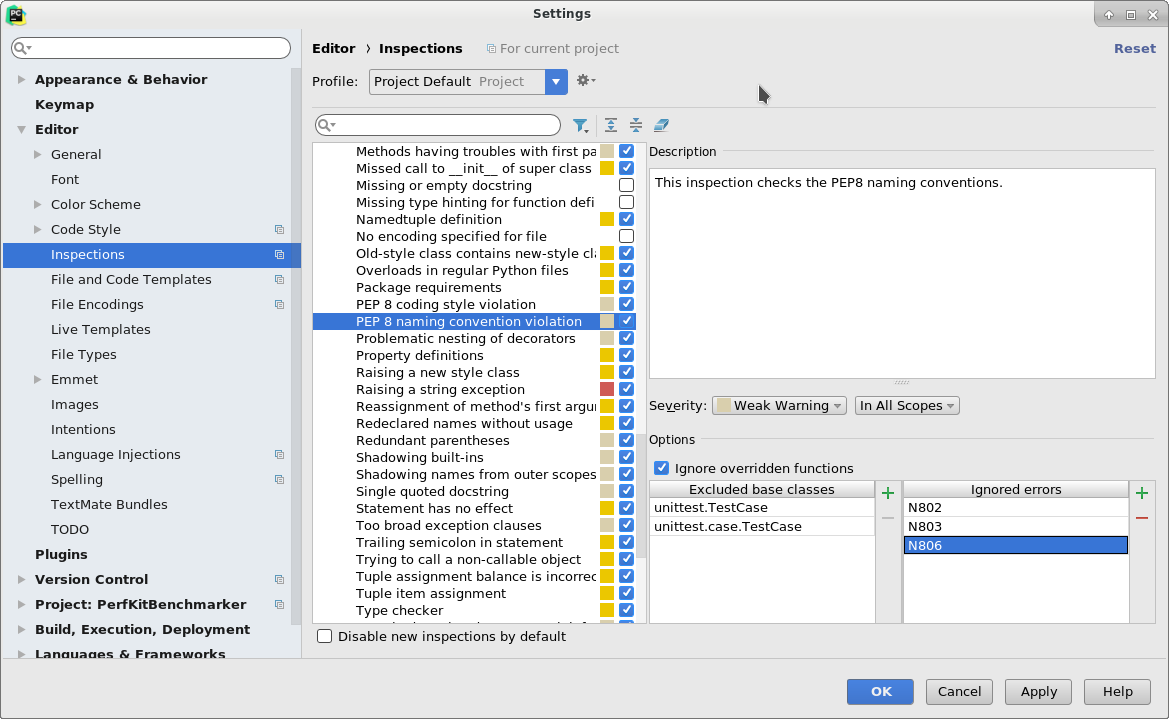 PC
Settings
Appearance & Behavior
Keymap
Editor
General
Font
Color Scheme
Code Style
Inspections
File and Code Templates
File Encodings
Live Templates
File Types
Emmet
Images
Intentions
Language Injections
Spelling
TextMate Bundles
TODO
Plugins
Version Control
Project: PerfKitBenchmarker
Build, Execution, Deployment
Languages & Frameworks
Editor › Inspections For current project Reset
Profile: Project Default Project
Methods having troubles with first pa
Missed call to __init__ of super class
Missing or empty docstring
Missing type hinting for function defi
Namedtuple definition
No encoding specified for file
Old-style class contains new-style cla
Overloads in regular Python files
Package requirements
PEP 8 coding style violation
PEP 8 naming convention violation
Problematic nesting of decorators
Property definitions
Raising a new style class
Raising a string exception
Reassignment of method's first argu
Redeclared names without usage
Redundant parentheses
Shadowing built-ins
Shadowing names from outer scopes
Single quoted docstring
Statement has no effect
Too broad exception clauses
Trailing semicolon in statement
Trying to call a non-callable object
Tuple assignment balance is incorrec
Tuple item assignment
Type checker
Disable new inspections by default
Description
This inspection checks the PEP8 naming conventions.
Severity: Weak Warning In All Scopes
Options
Ignore overridden functions
Excluded base classes
unittest.TestCase
unittest.case.TestCase
Ignored errors
N802
N803
N806
OK Cancel Apply Help